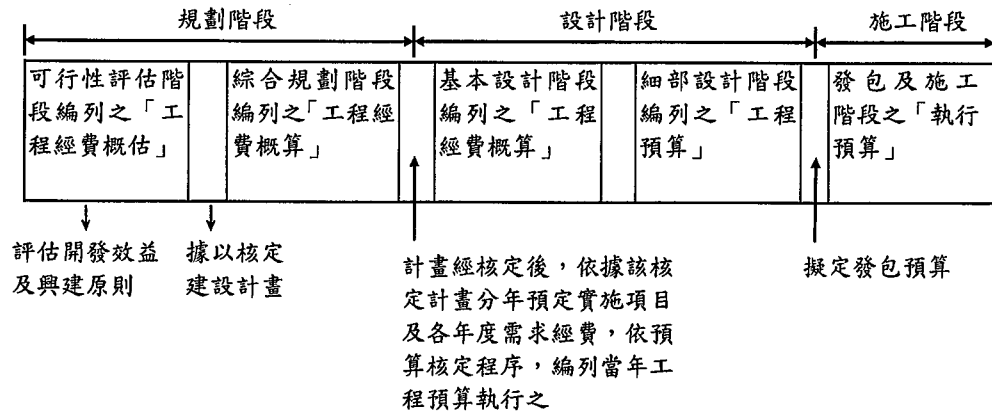 規劃階段
設計階段
施工階段
可行性評估階
段編列之「工
程經費概估」
綜合規劃階段
編列之「工程經
費概算」
基本設計階段
編列之「工程
經費概算」
細部設計階段
編列之「工程
預算」
發包及施工
階段之「執行
預算」
評估開發效益
及興建原則
據以核定
建設計畫
計畫經核定後，依據該核
定計畫分年預定實施項目
及各年度需求經費，依預
算核定程序，編列當年工
程預算執行之
擬定發包預算